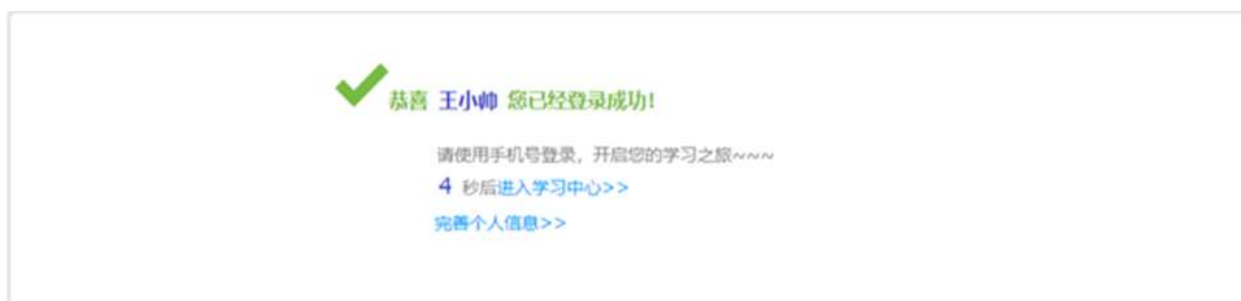 恭喜 王小帅 您已经登录成功!
请使用手机号登录，开启您的学习之旅~~~
4 秒后进入学习中心>>
完善个人信息>>